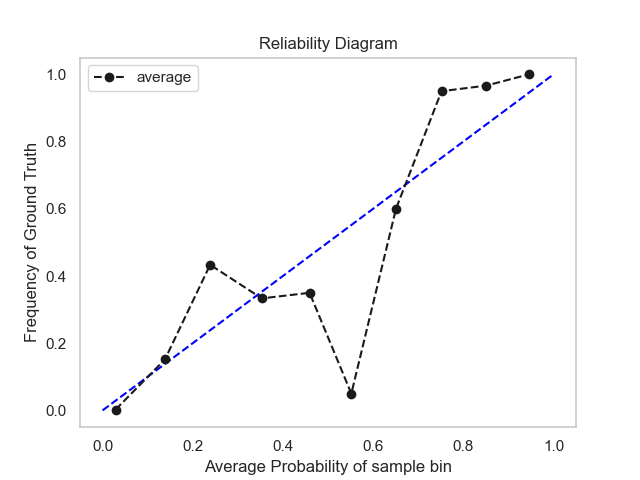 Reliability Diagram
average
Frequency of Ground Truth
1.0
0.8
0.6
0.4
0.2
0.0
0.0 0.2 0.4 0.6 0.8 1.0
Average Probability of sample bin